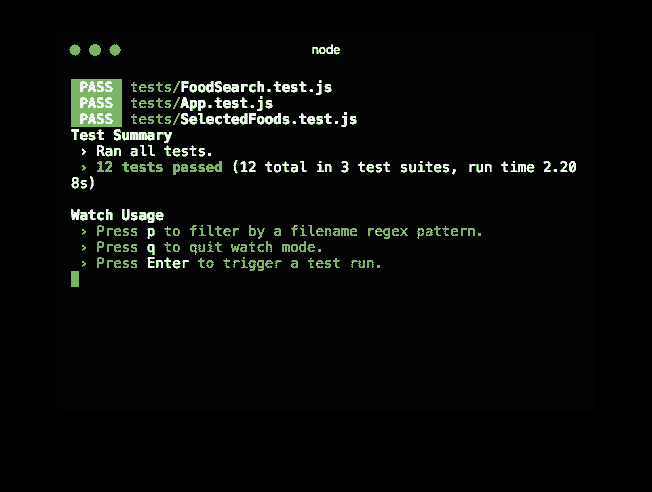 node
PASS tests/FoodSearch.test.js
PASS tests/App.test.js
PASS tests/SelectedFoods.test.js
Test Summary
› Ran all tests.
› 12 tests passed (12 total in 3 test suites, run time 2.20
8s)
Watch Usage
› Press p to filter by a filename regex pattern.
› Press q to quit watch mode.
› Press Enter to trigger a test run.